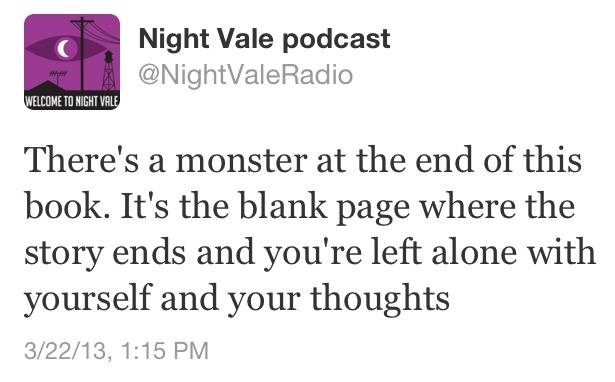 Night Vale podcast
@NightValeRadio
WELCOME TO NIGHT VALE
There's a monster at the end of this
book. It's the blank page where the
story ends and you're left alone with
yourself and your thoughts
3/22/13, 1:15 PM